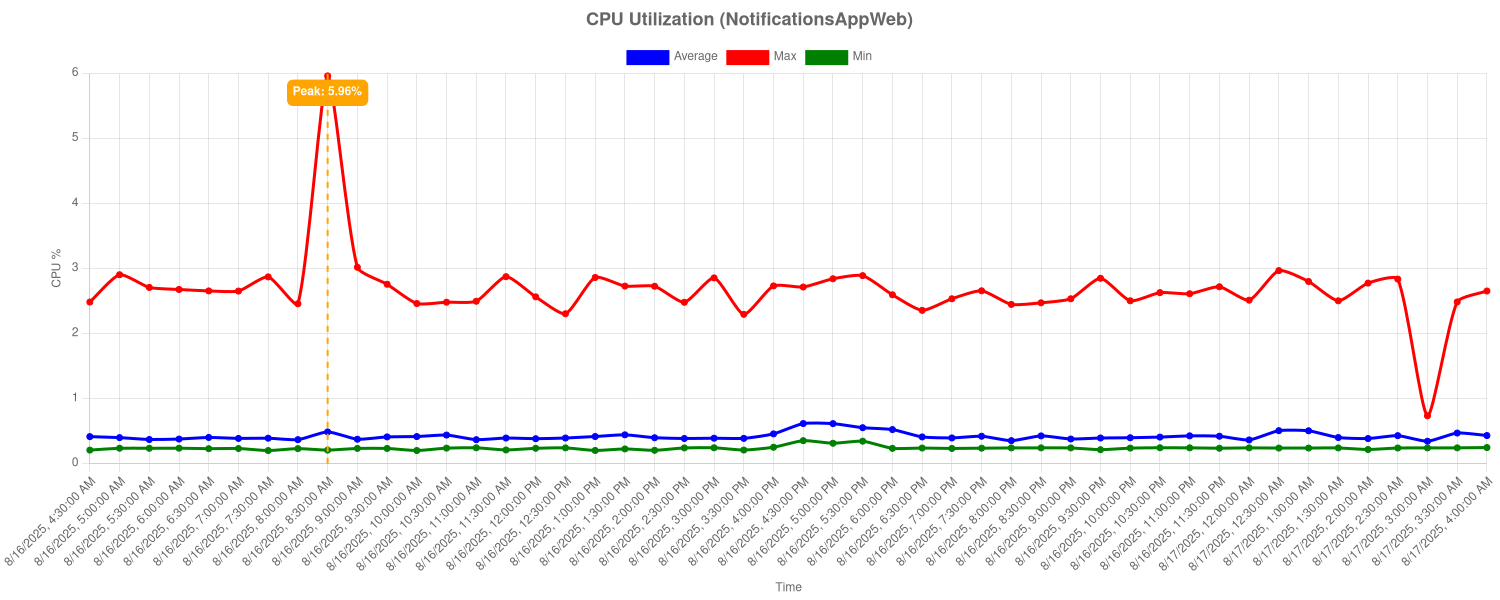 CPU Utilization (NotificationsAppWeb)
Average Max Min
6
Peak: 5.96%
5
4
3
CPU %
2
1
0
8/16/2025, 4:30:00 AM
8/16/2025, 5:00:00 AM
8/16/2025, 5:30:00 AM
8/16/2025, 6:00:00 AM
8/16/2025, 6:30:00 AM
8/16/2025, 7:00:00 AM
8/16/2025, 7:30:00 AM
8/16/2025, 8:00:00 AM
8/16/2025, 8:30:00 AM
8/16/2025, 9:00:00 AM
8/16/2025, 9:30:00 AM
8/16/2025, 10:00:00 AM
8/16/2025, 10:30:00 AM
8/16/2025, 11:00:00 AM
8/16/2025, 11:30:00 AM
8/16/2025, 12:00:00 PM
8/16/2025, 12:30:00 PM
8/16/2025, 1:00:00 PM
8/16/2025, 1:30:00 PM
8/16/2025, 2:00:00 PM
8/16/2025, 2:30:00 PM
8/16/2025, 3:00:00 PM
8/16/2025, 3:30:00 PM
8/16/2025, 4:00:00 PM
8/16/2025, 4:30:00 PM
8/16/2025, 5:00:00 PM
8/16/2025, 5:30:00 PM
8/16/2025, 6:00:00 PM
8/16/2025, 6:30:00 PM
8/16/2025, 7:00:00 PM
8/16/2025, 7:30:00 PM
8/16/2025, 8:00:00 PM
8/16/2025, 8:30:00 PM
8/16/2025, 9:00:00 PM
8/16/2025, 9:30:00 PM
8/16/2025, 10:00:00 PM
8/16/2025, 10:30:00 PM
8/16/2025, 11:00:00 PM
8/16/2025, 11:30:00 PM
8/17/2025, 12:00:00 AM
8/17/2025, 12:30:00 AM
8/17/2025, 1:00:00 AM
8/17/2025, 1:30:00 AM
8/17/2025, 2:00:00 AM
8/17/2025, 2:30:00 AM
8/17/2025, 3:00:00 AM
8/17/2025, 3:30:00 AM
8/17/2025, 4:00:00 AM
Time